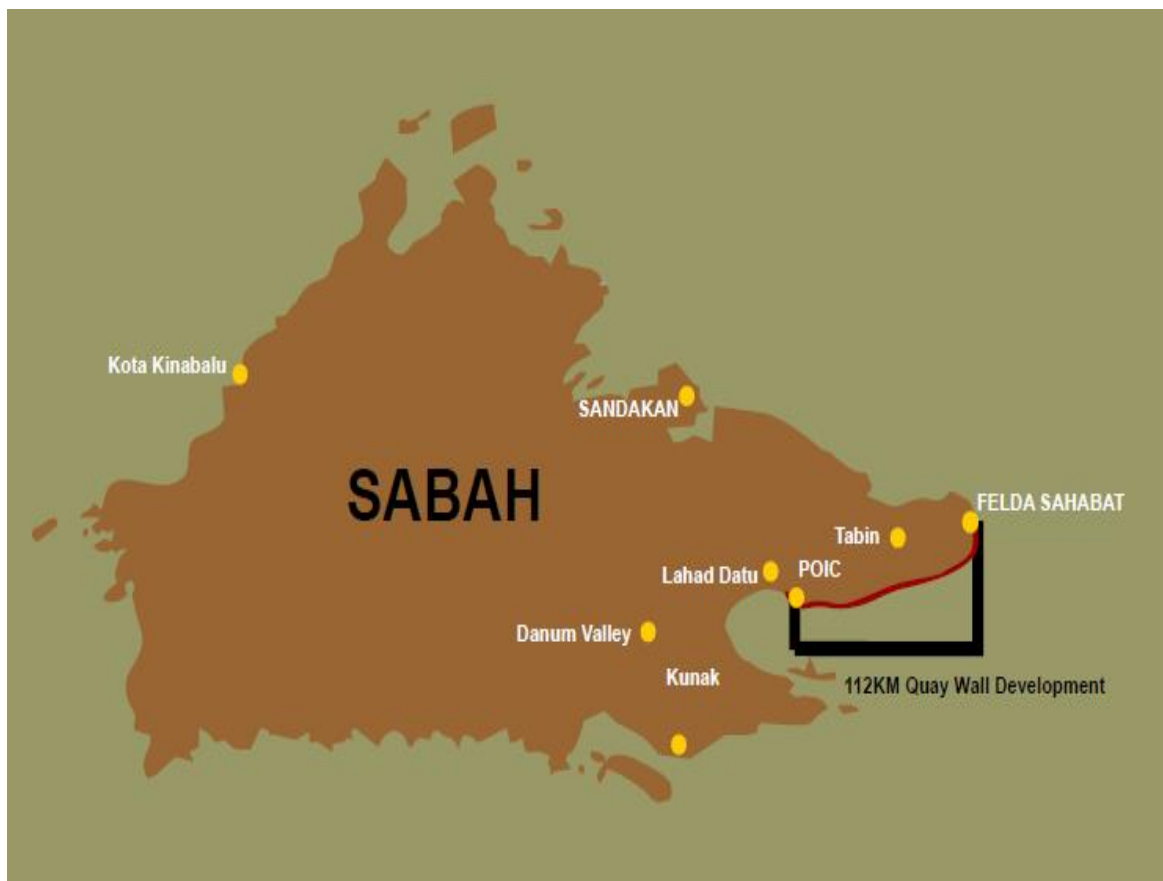 Kota Kinabalu
SANDAKAN
SABAH
FELDA SAHABAT
Tabin
Lahad Datu
POIC
Danum Valley
Kunak
112KM Quay Wall Development